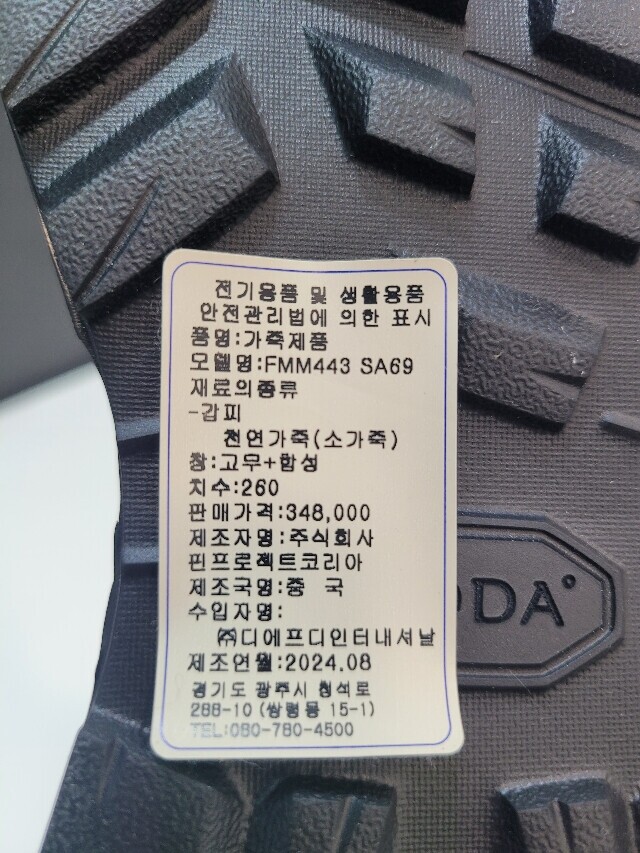 전기용품 및 생활용품
안전관리법에 의한 표시
품명:가죽제품
모델명:FMM443 SA69
재료의종류
-갑피
천연가죽(소가죽)
창:고무+합성
치수:260
판매가격:348,000
제조자명:주식회사
핀프로젝트코리아
제조국명:중 국
수입자명:
㈜디에프디인터내셔날
제조연월:2024.08
경기도 광주시 청석로
288-10 (쌍령동 15-1)
TEL:080-780-4500
DA°